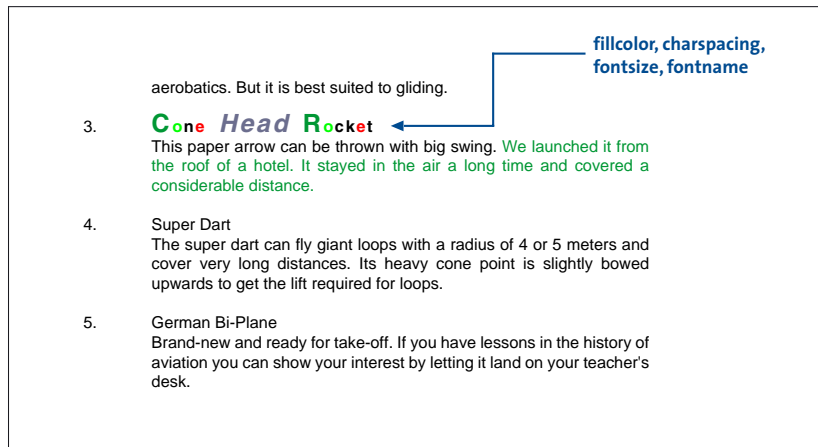 fillcolor, charspacing,
fontsize, fontname
aerobatics. But it is best suited to gliding.
3. Cone Head Rocket
This paper arrow can be thrown with big swing. We launched it from
the roof of a hotel. It stayed in the air a long time and covered a
considerable distance.
4. Super Dart
The super dart can fly giant loops with a radius of 4 or 5 meters and
cover very long distances. Its heavy cone point is slightly bowed
upwards to get the lift required for loops.
5. German Bi-Plane
Brand-new and ready for take-off. If you have lessons in the history of
aviation you can show your interest by letting it land on your teacher's
desk.